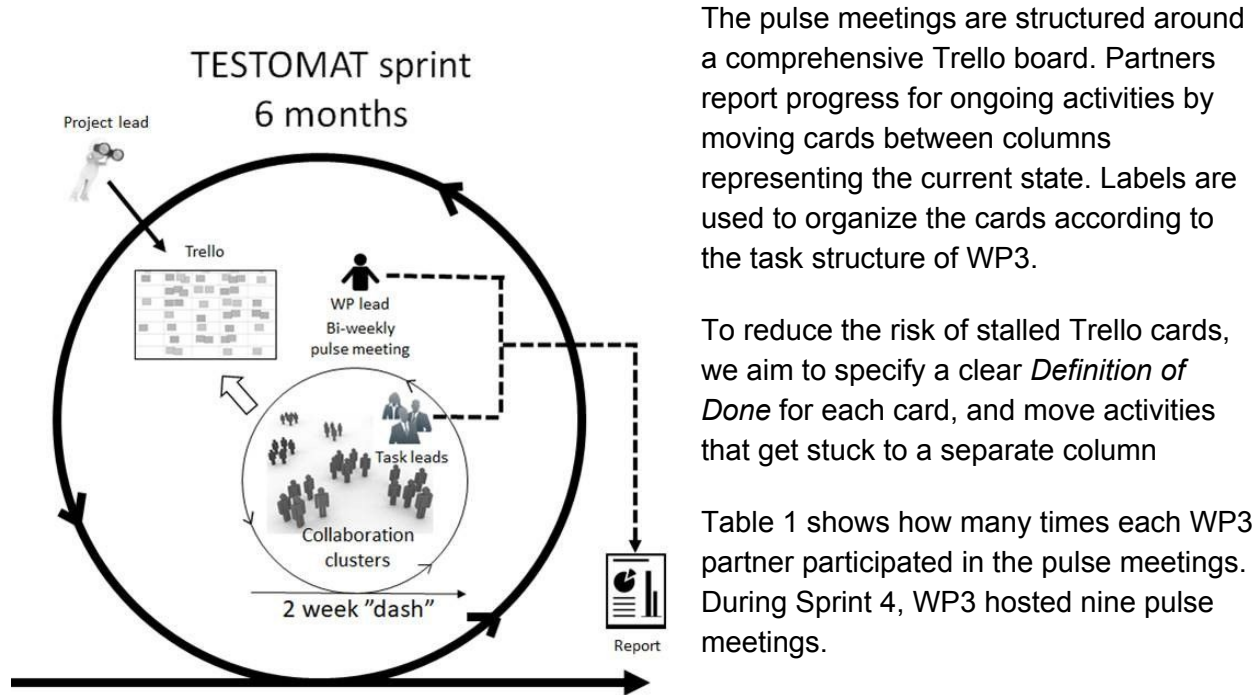 TESTOMAT sprint
6 months
Project lead
Trello
WP lead
Bi-weekly
pulse meeting
Task leads
Collaboration
clusters
2 week ”dash”
Report
The pulse meetings are structured around
a comprehensive Trello board. Partners
report progress for ongoing activities by
moving cards between columns
representing the current state. Labels are
used to organize the cards according to
the task structure of WP3.
To reduce the risk of stalled Trello cards,
we aim to specify a clear Definition of
Done for each card, and move activities
that get stuck to a separate column
Table 1 shows how many times each WP3
partner participated in the pulse meetings.
During Sprint 4, WP3 hosted nine pulse
meetings.